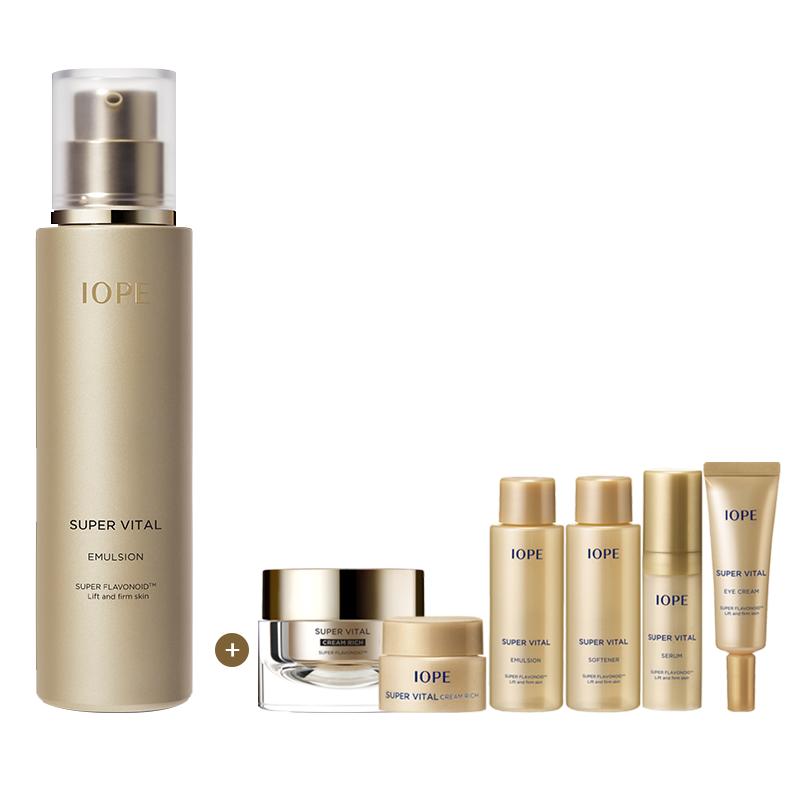 IOPE
SUPER VITAL
EMULSION
SUPER FLAVONOID™
Lift and firm skin
+
SUPER VITAL
CREAM RICH
SUPER FLAVONOID™
IOPE
SUPER VITAL CREAM RICH
IOPE
SUPER VITAL
EMULSION
SUPER FLAVONOID™
Lift and firm skin
IOPE
SUPER VITAL
SOFTENER
SUPER FLAVONOID™
Lift and firm skin
IOPE
SUPER VITAL
SERUM
SUPER FLAVONOID™
Lift and firm skin
IOPE
SUPER VITAL
EYE CREAM
SUPER FLAVONOID™
Lift and firm skin